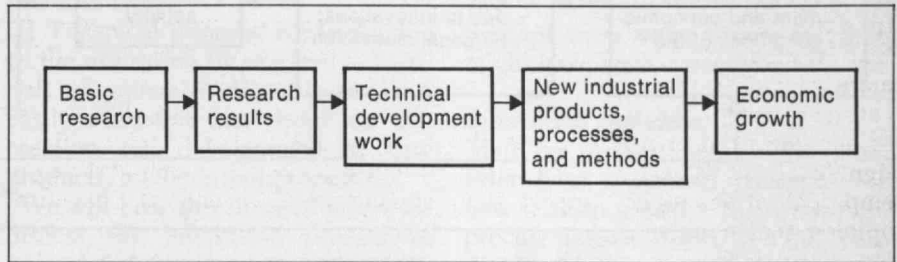 Basic
research
Research
results
Technical
development
work
New industrial
products,
processes,
and methods
Economic
growth